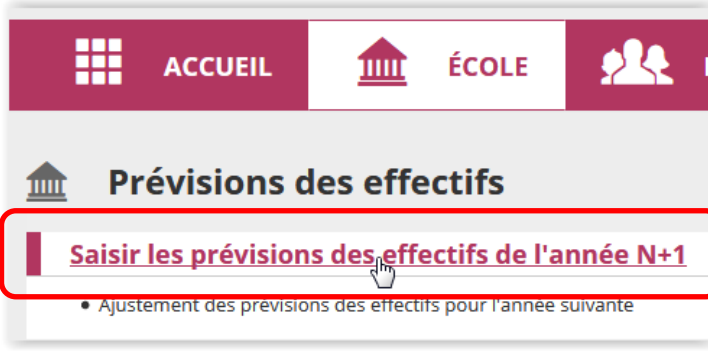 ACCUEIL ÉCOLE
Prévisions des effectifs
Saisir les prévisions des effectifs de l'année N+1
• Ajustement des prévisions des effectifs pour l'année suivante